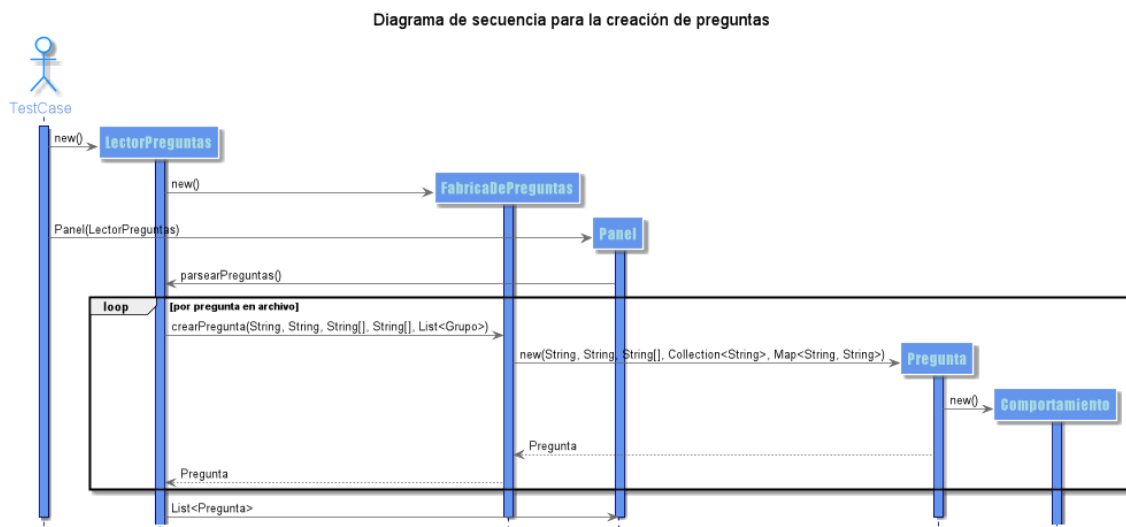 Diagrama de secuencia para la creación de preguntas
TestCase
new()
LectorPreguntas
new()
FabricaDePreguntas
Panel(LectorPreguntas)
Panel
parsearPreguntas()
loop
[por pregunta en archivo]
crearPregunta(String, String, String[], String[], List<Grupo>)
new(String, String, String[], Collection<String>, Map<String, String>)
Pregunta
new()
Comportamiento
Pregunta
Pregunta
List<Pregunta>